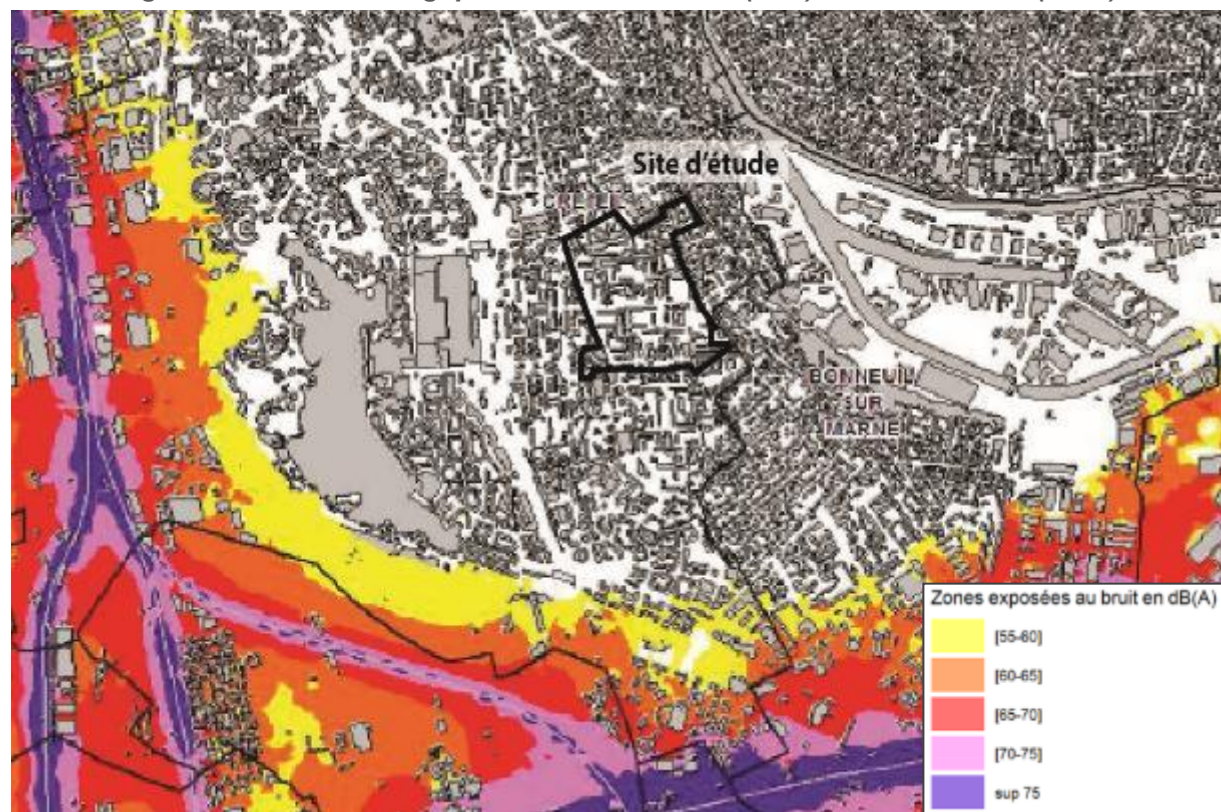 Site d'étude
CRETEIL
BONNEUIL
SUR
MARNE
Zones exposées au bruit en dB(A)
[55-60]
[60-65]
[65-70]
[70-75]
sup 75